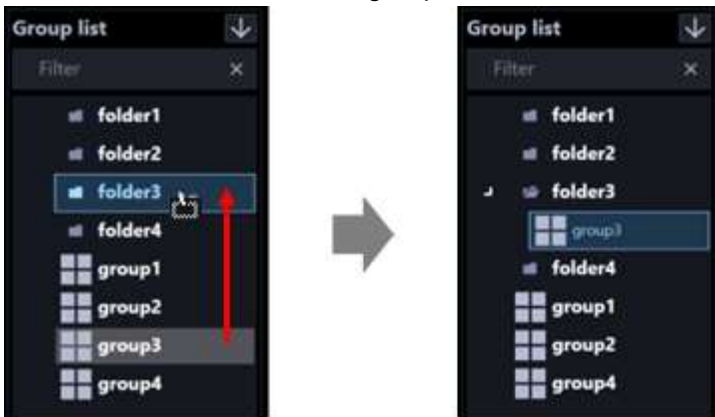 Group list
Filter
folder1
folder2
folder3
folder4
group1
group2
group3
group4
Group list
Filter
folder1
folder2
folder3
group3
folder4
group1
group2
group4